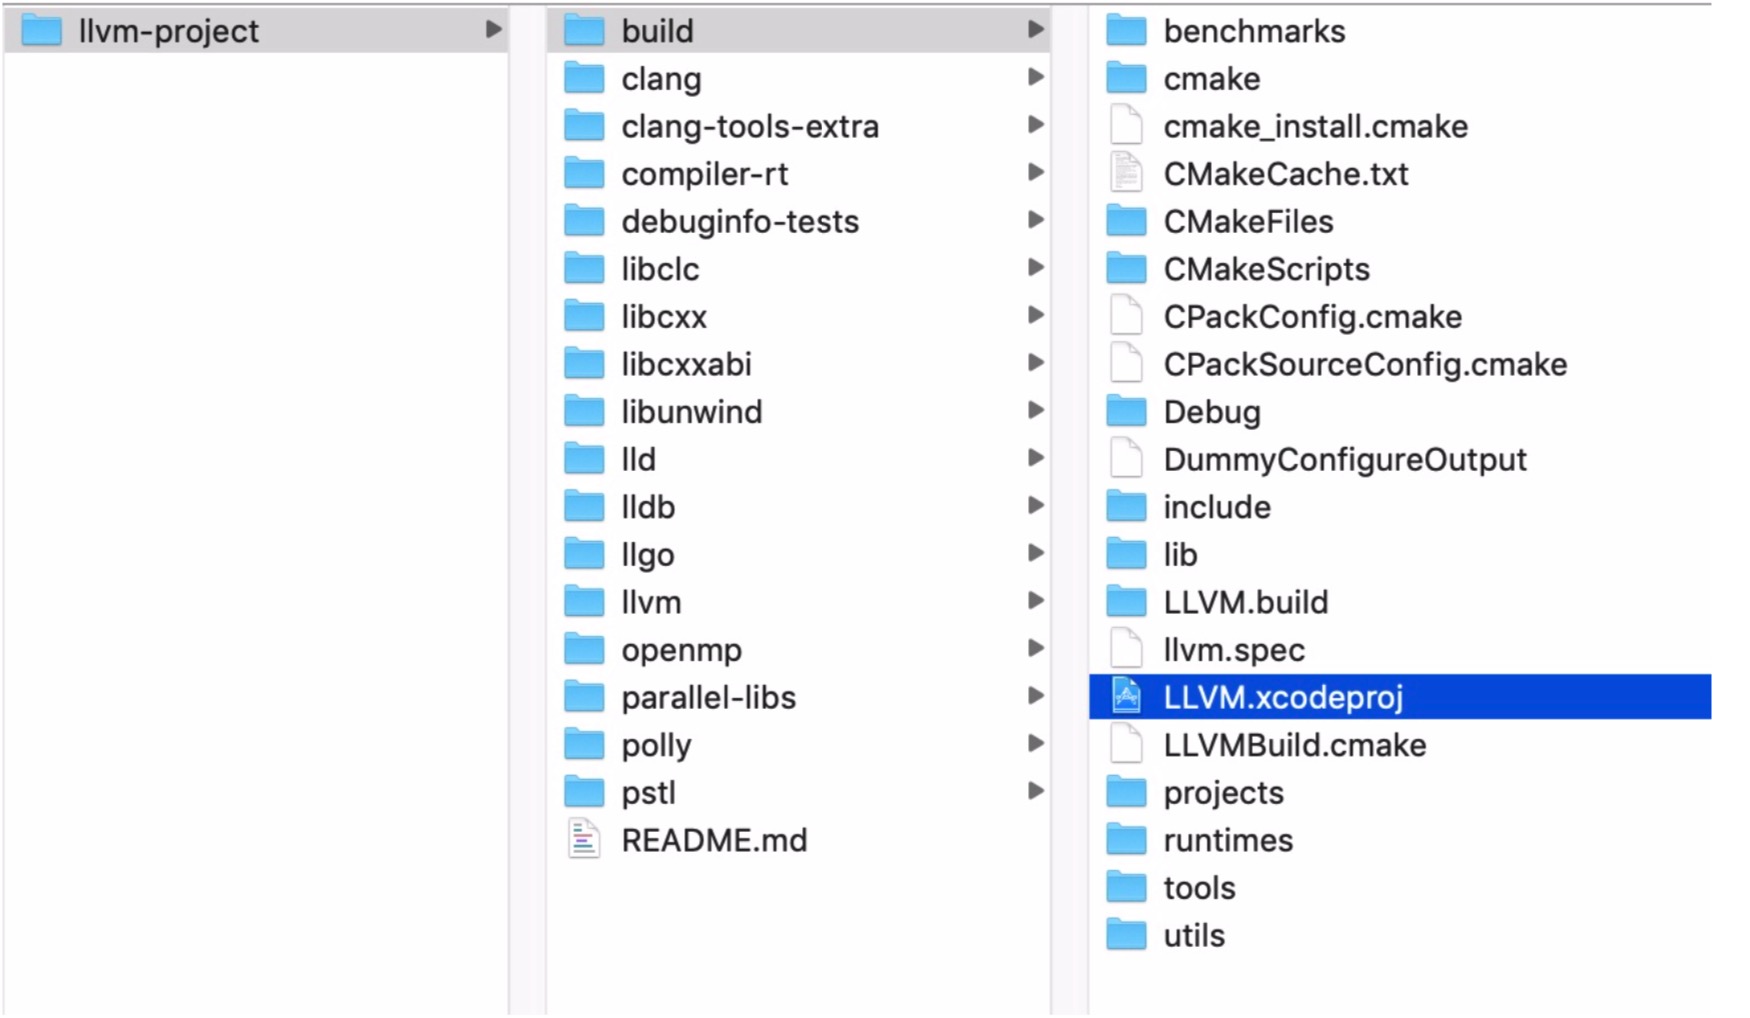 llvm-project
build
clang
clang-tools-extra
compiler-rt
debuginfo-tests
libclc
libcxx
libcxxabi
libunwind
lld
lldb
llgo
llvm
openmp
parallel-libs
polly
pstl
README.md
benchmarks
cmake
cmake_install.cmake
CMakeCache.txt
CMakeFiles
CMakeScripts
CPackConfig.cmake
CPackSourceConfig.cmake
Debug
DummyConfigureOutput
include
lib
LLVM.build
llvm.spec
LLVM.xcodeproj
LLVMBuild.cmake
projects
runtimes
tools
utils